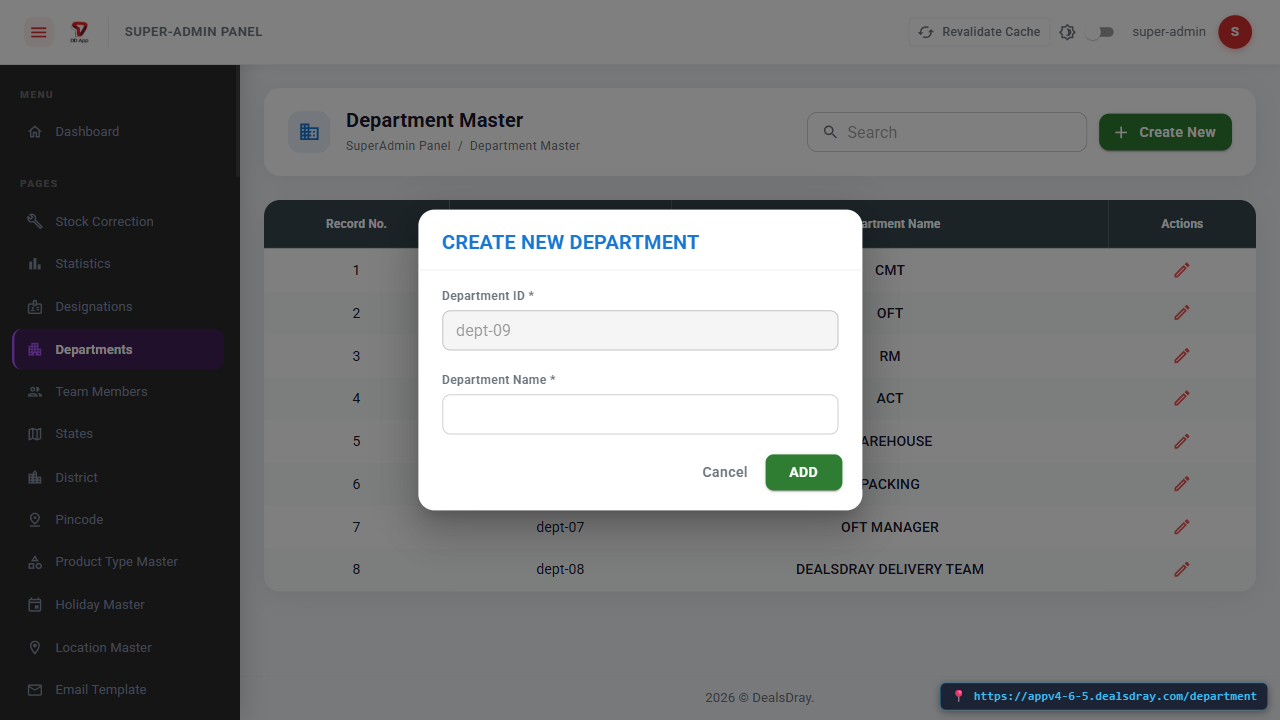 SUPER-ADMIN PANEL
Revalidate Cache
super-admin
S
MENU
Dashboard
PAGES
Stock Correction
Statistics
Designations
Departments
Team Members
States
District
Pincode
Product Type Master
Holiday Master
Location Master
Email Template
Department Master
SuperAdmin Panel / Department Master
Search
Create New
Record No.
artment Name
Actions
1
CMT
2
OFT
3
RM
4
ACT
5
AREHOUSE
6
PACKING
7
dept-07
OFT MANAGER
8
dept-08
DEALSDRAY DELIVERY TEAM
CREATE NEW DEPARTMENT
Department ID *
dept-09
Department Name *
Cancel
ADD
2026 © DealsDray.
https://appv4-6-5.dealsdray.com/department